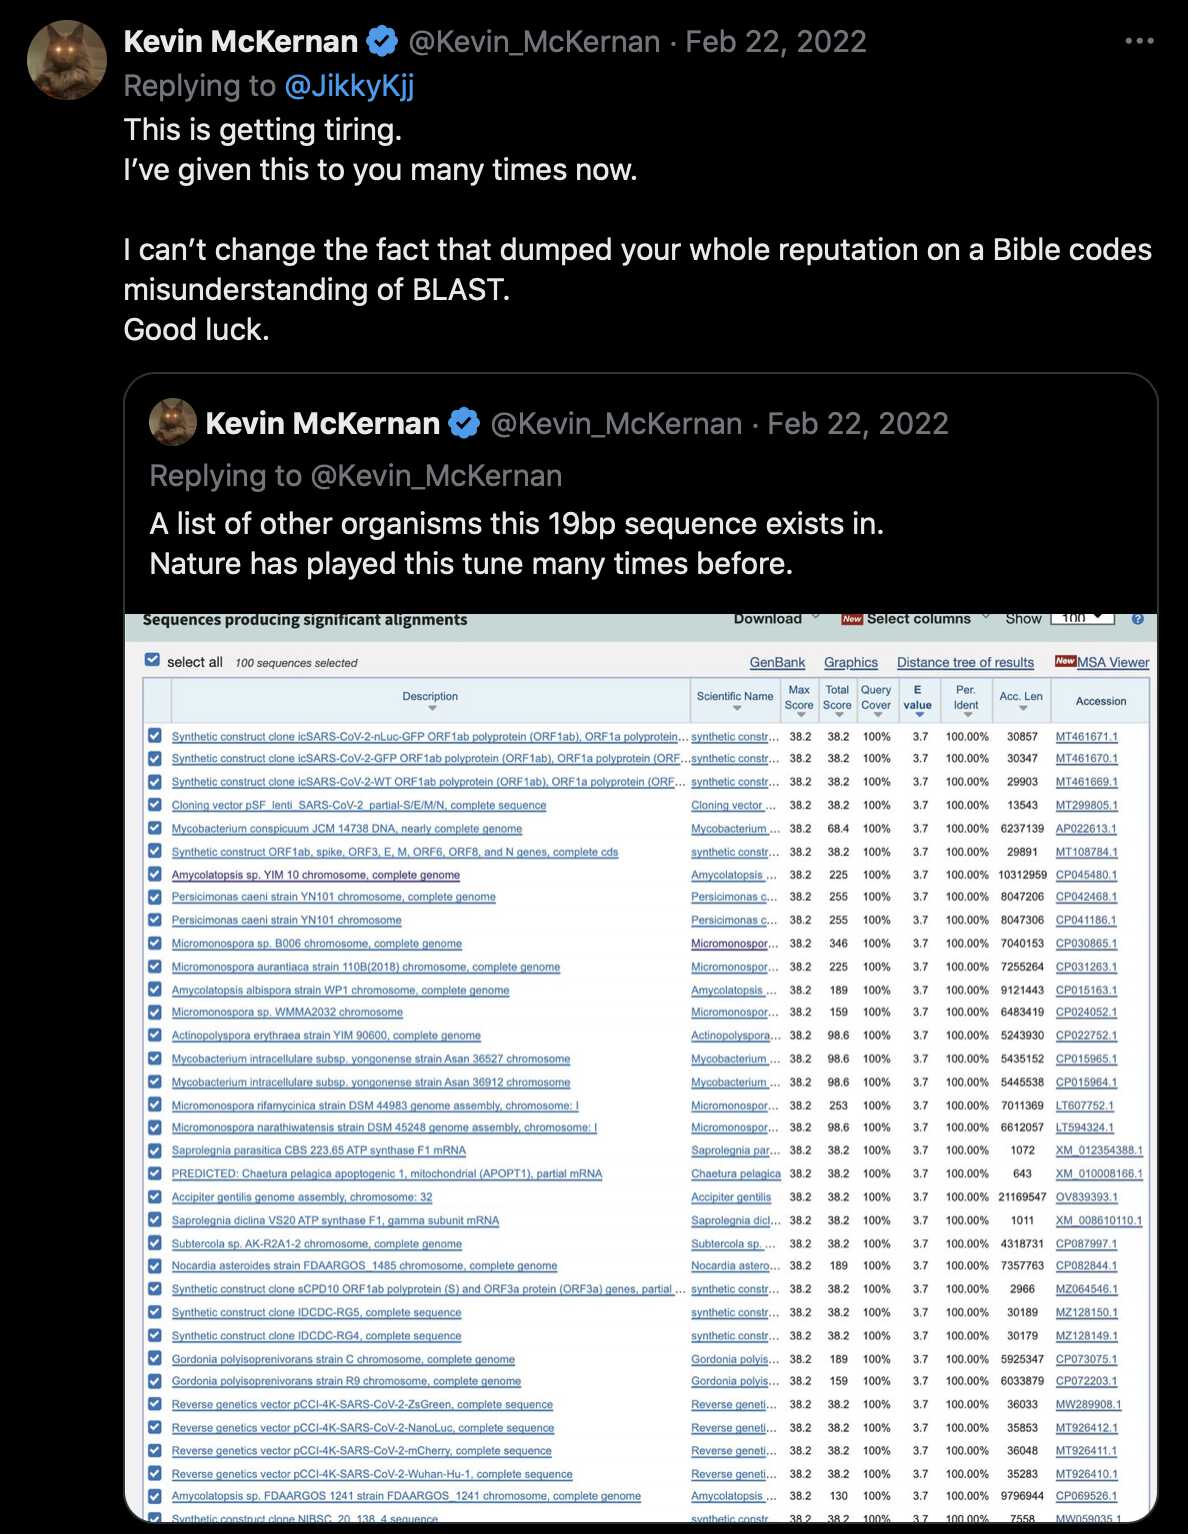 Kevin McKernan @Kevin_McKernan · Feb 22, 2022
Replying to @JikkyKjj
This is getting tiring.
I've given this to you many times now.
I can't change the fact that dumped your whole reputation on a Bible codes
misunderstanding of BLAST.
Good luck.
Kevin McKernan @Kevin_McKernan · Feb 22, 2022
Replying to @Kevin_McKernan
A list of other organisms this 19bp sequence exists in.
Nature has played this tune many times before.
Sequences producing significant alignments Download New Select columns Show 100 ?
select all 100 sequences selected GenBank Graphics Distance tree of results New MSA Viewer
Description Scientific Name Max Score Total Score Query Cover E value Per. Ident Acc. Len Accession
Synthetic construct clone icSARS-CoV-2-nLuc-GFP ORF1ab polyprotein (ORF1ab), ORF1a polyprotein... synthetic constr... 38.2 38.2 100% 3.7 100.00% 30857 MT461671.1
Synthetic construct clone icSARS-CoV-2-GFP ORF1ab polyprotein (ORF1ab), ORF1a polyprotein (ORF... synthetic constr... 38.2 38.2 100% 3.7 100.00% 30347 MT461670.1
Synthetic construct clone icSARS-CoV-2-WT ORF1ab polyprotein (ORF1ab), ORF1a polyprotein (ORF... synthetic constr... 38.2 38.2 100% 3.7 100.00% 29903 MT461669.1
Cloning vector pSF_lenti_SARS-CoV-2_partial-S/E/M/N, complete sequence Cloning vector ... 38.2 38.2 100% 3.7 100.00% 13543 MT299805.1
Mycobacterium conspicuum JCM 14738 DNA, nearly complete genome Mycobacterium ... 38.2 68.4 100% 3.7 100.00% 6237139 AP022613.1
Synthetic construct ORF1ab, spike, ORF3, E, M, ORF6, ORF8, and N genes, complete cds synthetic constr... 38.2 38.2 100% 3.7 100.00% 29891 MT108784.1
Amycolatopsis sp. YIM 10 chromosome, complete genome Amycolatopsis ... 38.2 225 100% 3.7 100.00% 10312959 CP045480.1
Persicimonas caeni strain YN101 chromosome, complete genome Persicimonas c... 38.2 255 100% 3.7 100.00% 8047206 CP042468.1
Persicimonas caeni strain YN101 chromosome Persicimonas c... 38.2 255 100% 3.7 100.00% 8047306 CP041186.1
Micromonospora sp. B006 chromosome, complete genome Micromonospor... 38.2 346 100% 3.7 100.00% 7040153 CP030865.1
Micromonospora aurantiaca strain 110B(2018) chromosome, complete genome Micromonospor... 38.2 225 100% 3.7 100.00% 7255264 CP031263.1
Amycolatopsis albispora strain WP1 chromosome, complete genome Amycolatopsis ... 38.2 189 100% 3.7 100.00% 9121443 CP015163.1
Micromonospora sp. WMMA2032 chromosome Micromonospor... 38.2 159 100% 3.7 100.00% 6483419 CP024052.1
Actinopolyspora erythraea strain YIM 90600, complete genome Actinopolyspora... 38.2 98.6 100% 3.7 100.00% 5243930 CP022752.1
Mycobacterium intracellulare subsp. yongonense strain Asan 36527 chromosome Mycobacterium ... 38.2 98.6 100% 3.7 100.00% 5435152 CP015965.1
Mycobacterium intracellulare subsp. yongonense strain Asan 36912 chromosome Mycobacterium ... 38.2 98.6 100% 3.7 100.00% 5445538 CP015964.1
Micromonospora rifamycinica strain DSM 44983 genome assembly, chromosome: I Micromonospor... 38.2 253 100% 3.7 100.00% 7011369 LT607752.1
Micromonospora narathiwatensis strain DSM 45248 genome assembly, chromosome: I Micromonospor... 38.2 98.6 100% 3.7 100.00% 6612057 LT594324.1
Saprolegnia parasitica CBS 223.65 ATP synthase F1 mRNA Saprolegnia par... 38.2 38.2 100% 3.7 100.00% 1072 XM_012354388.1
PREDICTED: Chaetura pelagica apoptogenic 1, mitochondrial (APOPT1), partial mRNA Chaetura pelagica 38.2 38.2 100% 3.7 100.00% 643 XM_010008166.1
Accipiter gentilis genome assembly, chromosome: 32 Accipiter gentilis 38.2 38.2 100% 3.7 100.00% 21169547 OV839393.1
Saprolegnia diclina VS20 ATP synthase F1, gamma subunit mRNA Saprolegnia dicl... 38.2 38.2 100% 3.7 100.00% 1011 XM_008610110.1
Subtercola sp. AK-R2A1-2 chromosome, complete genome Subtercola sp. ... 38.2 38.2 100% 3.7 100.00% 4318731 CP087997.1
Nocardia asteroides strain FDAARGOS_1485 chromosome, complete genome Nocardia astero... 38.2 189 100% 3.7 100.00% 7357763 CP082844.1
Synthetic construct clone sCPD10 ORF1ab polyprotein (S) and ORF3a protein (ORF3a) genes, partial ... synthetic constr... 38.2 38.2 100% 3.7 100.00% 2966 MZ064546.1
Synthetic construct clone IDCDC-RG5, complete sequence synthetic constr... 38.2 38.2 100% 3.7 100.00% 30189 MZ128150.1
Synthetic construct clone IDCDC-RG4, complete sequence synthetic constr... 38.2 38.2 100% 3.7 100.00% 30179 MZ128149.1
Gordonia polyisoprenivorans strain C chromosome, complete genome Gordonia polyis... 38.2 189 100% 3.7 100.00% 5925347 CP073075.1
Gordonia polyisoprenivorans strain R9 chromosome, complete genome Gordonia polyis... 38.2 159 100% 3.7 100.00% 6033879 CP072203.1
Reverse genetics vector pCCI-4K-SARS-CoV-2-ZsGreen, complete sequence Reverse geneti... 38.2 38.2 100% 3.7 100.00% 36033 MW289908.1
Reverse genetics vector pCCI-4K-SARS-CoV-2-NanoLuc, complete sequence Reverse geneti... 38.2 38.2 100% 3.7 100.00% 35853 MT926412.1
Reverse genetics vector pCCI-4K-SARS-CoV-2-mCherry, complete sequence Reverse geneti... 38.2 38.2 100% 3.7 100.00% 36048 MT926411.1
Reverse genetics vector pCCI-4K-SARS-CoV-2-Wuhan-Hu-1, complete sequence Reverse geneti... 38.2 38.2 100% 3.7 100.00% 35283 MT926410.1
Amycolatopsis sp. FDAARGOS 1241 strain FDAARGOS_1241 chromosome, complete genome Amycolatopsis ... 38.2 130 100% 3.7 100.00% 9796944 CP069526.1
Synthetic construct clone NIBSC_20_138_4 sequence synthetic constr... 38.2 38.2 100% 3.7 100.00% 7558 MW059035.1